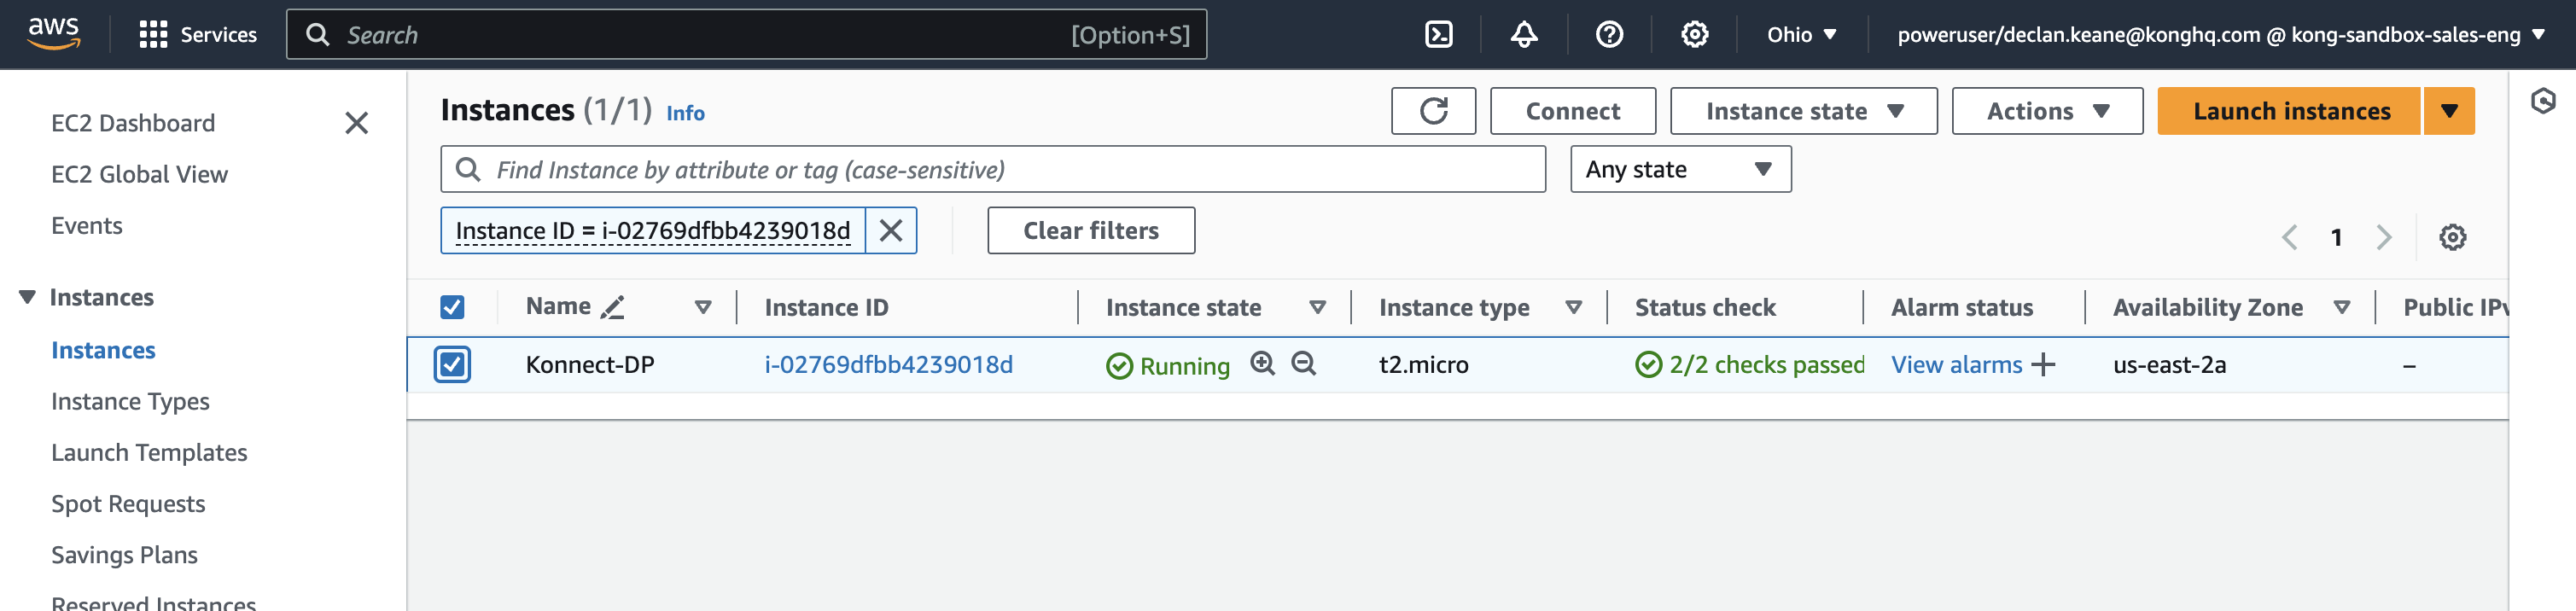 aws
Services
Search
[Option+S]
Ohio
poweruser/declan.keane@konghq.com @ kong-sandbox-sales-eng
EC2 Dashboard
EC2 Global View
Events
Instances
Instances
Instance Types
Launch Templates
Spot Requests
Savings Plans
Reserved Instances
Instances (1/1) Info
Connect
Instance state
Actions
Launch instances
Find Instance by attribute or tag (case-sensitive)
Any state
Instance ID = i-02769dfbb4239018d
Clear filters
1
Name Instance ID Instance state Instance type Status check Alarm status Availability Zone Public IPv
Konnect-DP i-02769dfbb4239018d Running t2.micro 2/2 checks passed View alarms + us-east-2a –